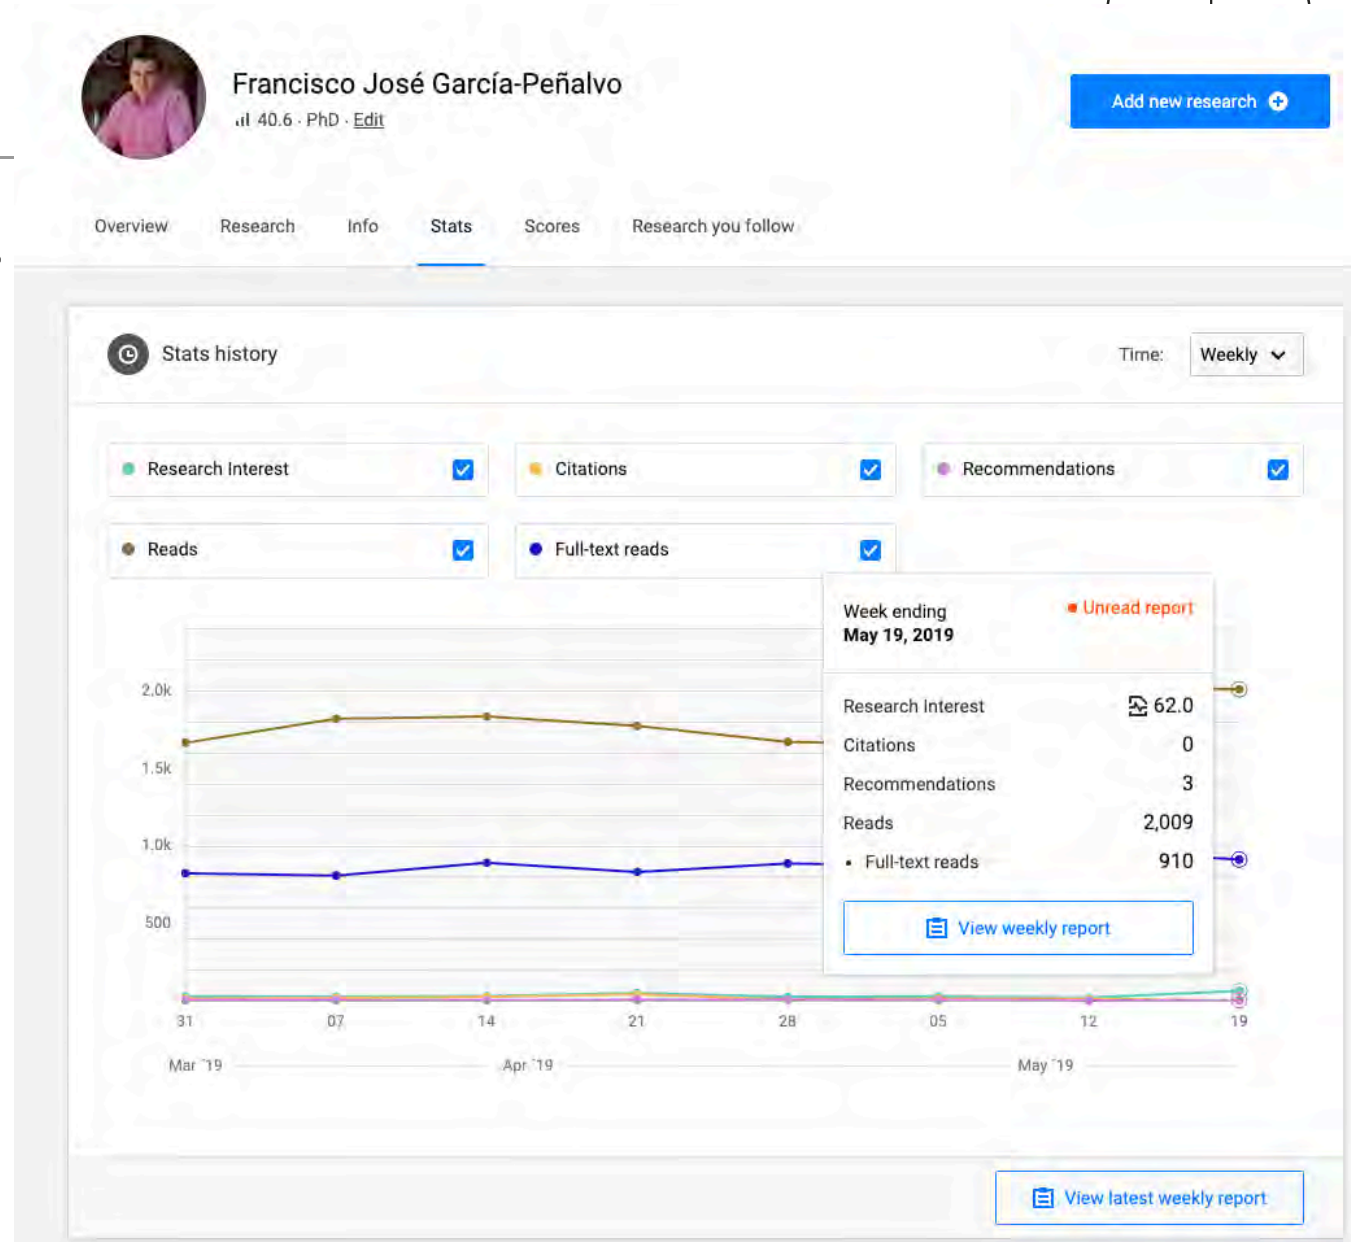 Francisco José García-Peñalvo
40.6 · PhD · Edit
Add new research
Overview Research Info Stats Scores Research you follow
Stats history
Time: Weekly
Research Interest Citations Recommendations
Reads Full-text reads
Week ending
May 19, 2019
Unread report
Research Interest 62.0
Citations 0
Recommendations 3
Reads 2,009
• Full-text reads 910
View weekly report
2.0k
1.5k
1.0k
500
31 07 14 21 28 05 12 19
Mar '19 Apr '19 May '19
View latest weekly report